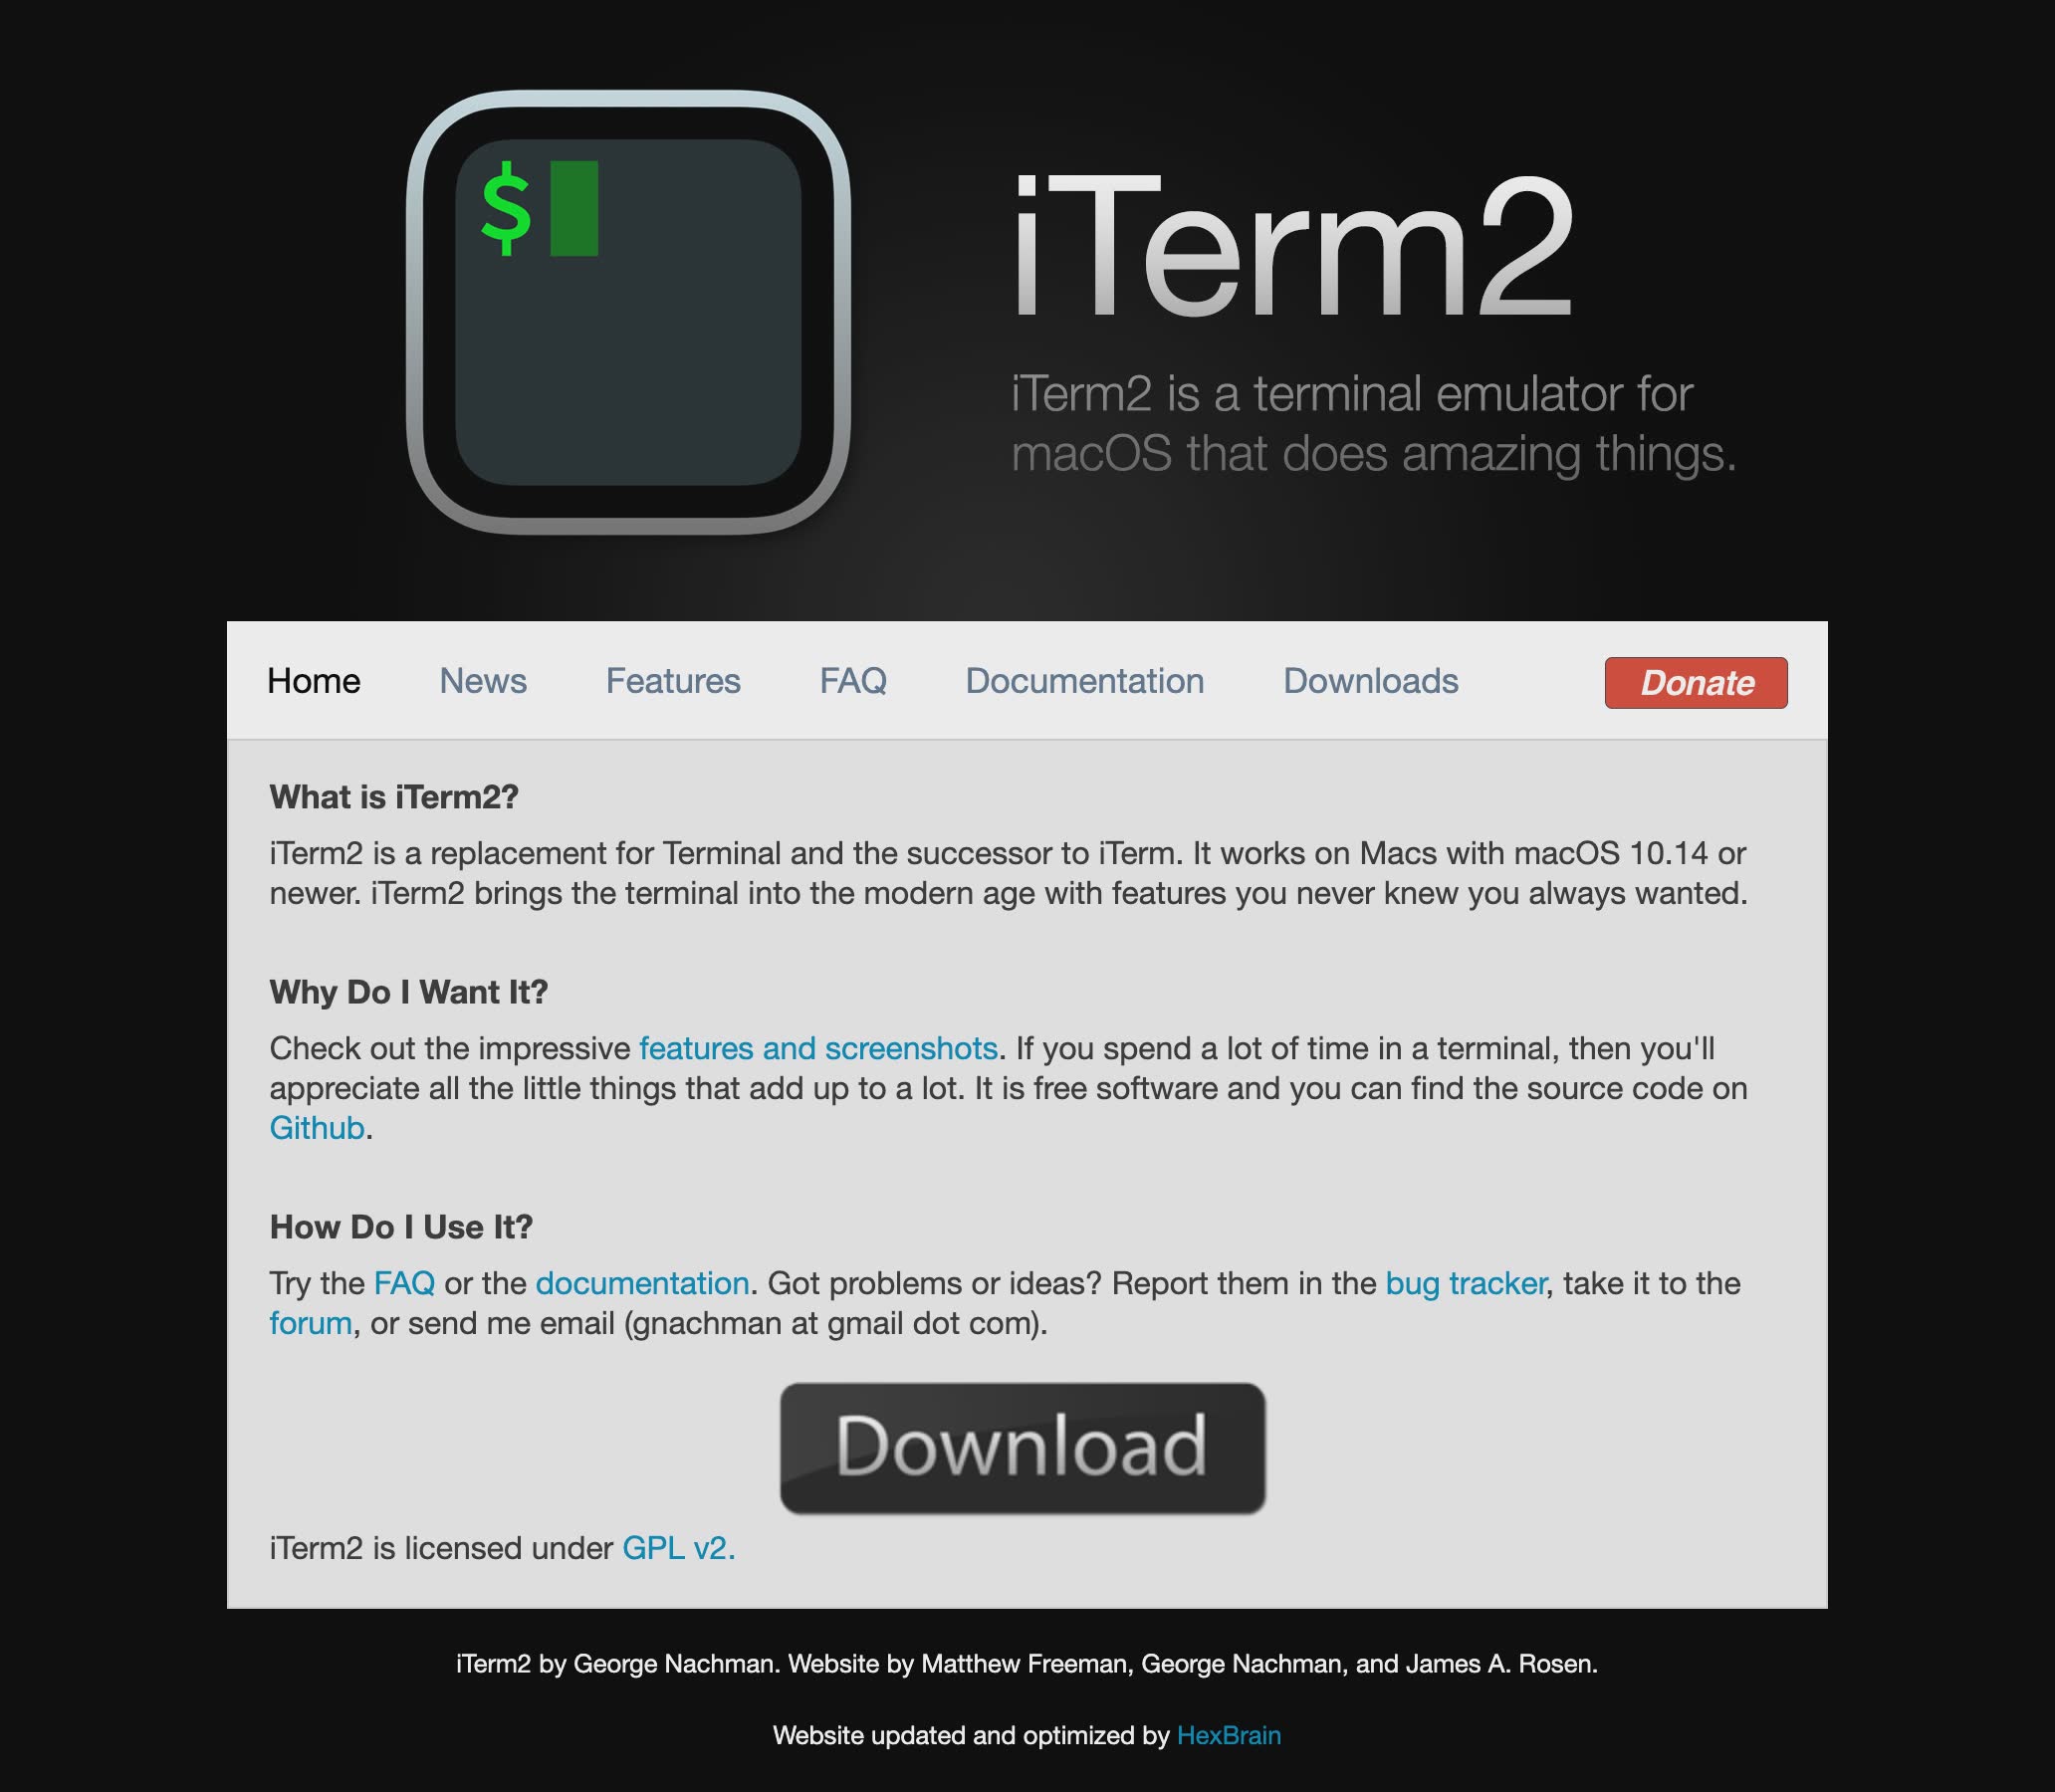 $
iTerm2
iTerm2 is a terminal emulator for
macOS that does amazing things.
Home News Features FAQ Documentation Downloads Donate
What is iTerm2?
iTerm2 is a replacement for Terminal and the successor to iTerm. It works on Macs with macOS 10.14 or
newer. iTerm2 brings the terminal into the modern age with features you never knew you always wanted.
Why Do I Want It?
Check out the impressive features and screenshots. If you spend a lot of time in a terminal, then you'll
appreciate all the little things that add up to a lot. It is free software and you can find the source code on
Github.
How Do I Use It?
Try the FAQ or the documentation. Got problems or ideas? Report them in the bug tracker, take it to the
forum, or send me email (gnachman at gmail dot com).
Download
iTerm2 is licensed under GPL v2.
iTerm2 by George Nachman. Website by Matthew Freeman, George Nachman, and James A. Rosen.
Website updated and optimized by HexBrain